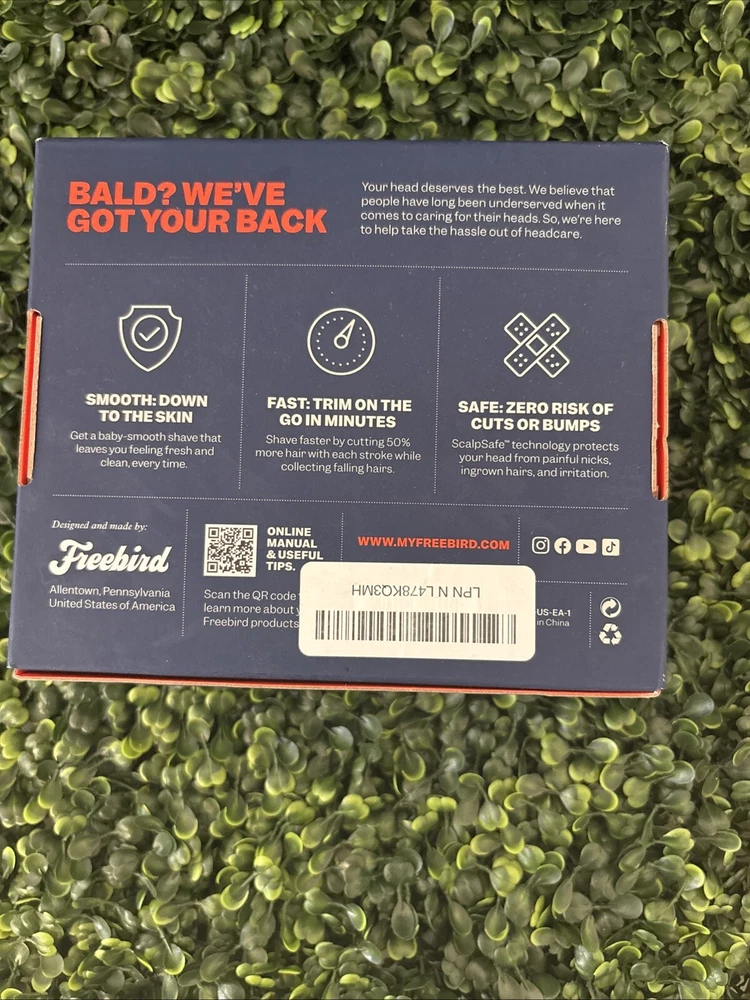 BALD? WE'VE
GOT YOUR BACK
Your head deserves the best. We believe that
people have long been underserved when it
comes to caring for their heads. So, we're here
to help take the hassle out of headcare.
SMOOTH: DOWN
TO THE SKIN
Get a baby-smooth shave that
leaves you feeling fresh and
clean, every time.
FAST: TRIM ON THE
GO IN MINUTES
Shave faster by cutting 50%
more hair with each stroke while
collecting falling hairs.
SAFE: ZERO RISK OF
CUTS OR BUMPS
ScalpSafe™ technology protects
your head from painful nicks,
ingrown hairs, and irritation.
Designed and made by:
Freebird
Allentown, Pennsylvania
United States of America
ONLINE
MANUAL
& USEFUL
TIPS.
Scan the QR code
learn more about
Freebird products
WWW.MYFREEBIRD.COM
LPN N L478KQ3MH
-US-EA-1
in China